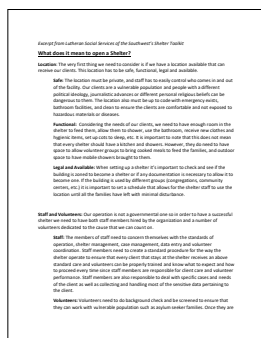 Excerpt from Lutheran Social Services of the Southwest's Shelter Toolkit
What does it mean to open a Shelter?
Location: The very first thing we need to consider is if we have a location available that can
receive our clients. This location has to be safe, functional, legal and available.
Safe: The location must be private, and staff has to easily control who comes in and out
of the facility. Our clients are a vulnerable population and people with a different
political ideology, journalistic advances or different personal religious beliefs can be
dangerous to them. The location also must be up to code with emergency exists,
bathroom facilities, and clean to ensure the clients are comfortable and not exposed to
hazardous materials or diseases.
Functional: Considering the needs of our clients, we need to have enough room in the
shelter to feed them, allow them to shower, use the bathroom, receive new clothes and
hygienic items, set up cots to sleep, etc. It is important to note that this does not mean
that every shelter should have a kitchen and showers. However, they do need to have
space to allow volunteer groups to bring cooked meals to feed the families, and outdoor
space to have mobile showers brought to them.
Legal and Available: When setting up a shelter it's important to check and see if the
building is zoned to become a shelter or if any documentation is necessary to allow it to
become one. If the building is used by different groups (congregations, community
centers, etc.) it is important to set a schedule that allows for the shelter staff to use the
location until all the families have left with minimal disturbance.
Staff and Volunteers: Our operation is not a governmental one so in order to have a successful
shelter we need to have both staff members hired by the organization and a number of
volunteers dedicated to the cause that we can count on.
Staff: The members of staff need to concern themselves with the standards of
operation, shelter management, case management, data entry and volunteer
coordination. Staff members need to create a standard procedure for the way the
shelter operate to ensure that every client that stays at the shelter receives an above
standard care and volunteers can be properly trained and know what to expect and how
to proceed every time since staff members are responsible for client care and volunteer
performance. Staff members are also responsible to deal with specific cases and needs
of the client as well as collecting and handling most of the sensitive data pertaining to
the client.
Volunteers: Volunteers need to do background check and be screened to ensure that
they can work with vulnerable population such as asylum seeker families. Once they are